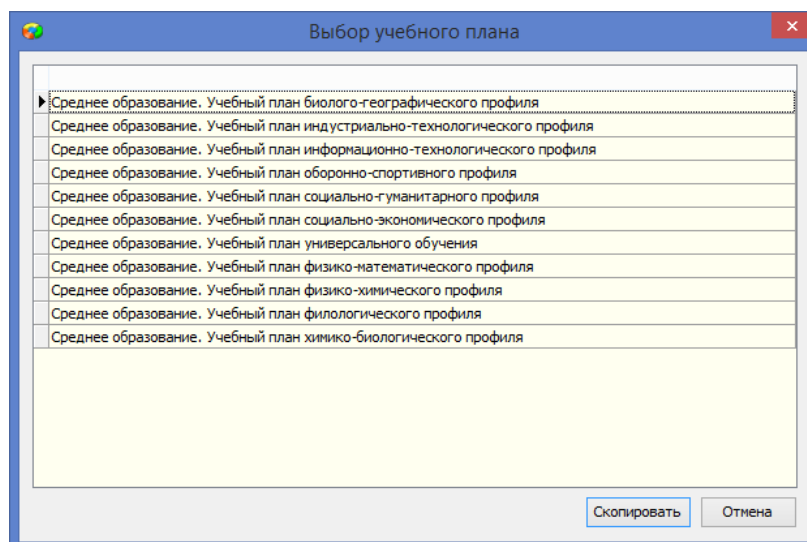 Выбор учебного плана
Среднее образование. Учебный план биолого-географического профиля
Среднее образование. Учебный план индустриально-технологического профиля
Среднее образование. Учебный план информационно-технологического профиля
Среднее образование. Учебный план оборонно-спортивного профиля
Среднее образование. Учебный план социально-гуманитарного профиля
Среднее образование. Учебный план социально-экономического профиля
Среднее образование. Учебный план универсального обучения
Среднее образование. Учебный план физико-математического профиля
Среднее образование. Учебный план физико-химического профиля
Среднее образование. Учебный план филологического профиля
Среднее образование. Учебный план химико-биологического профиля
Скопировать Отмена